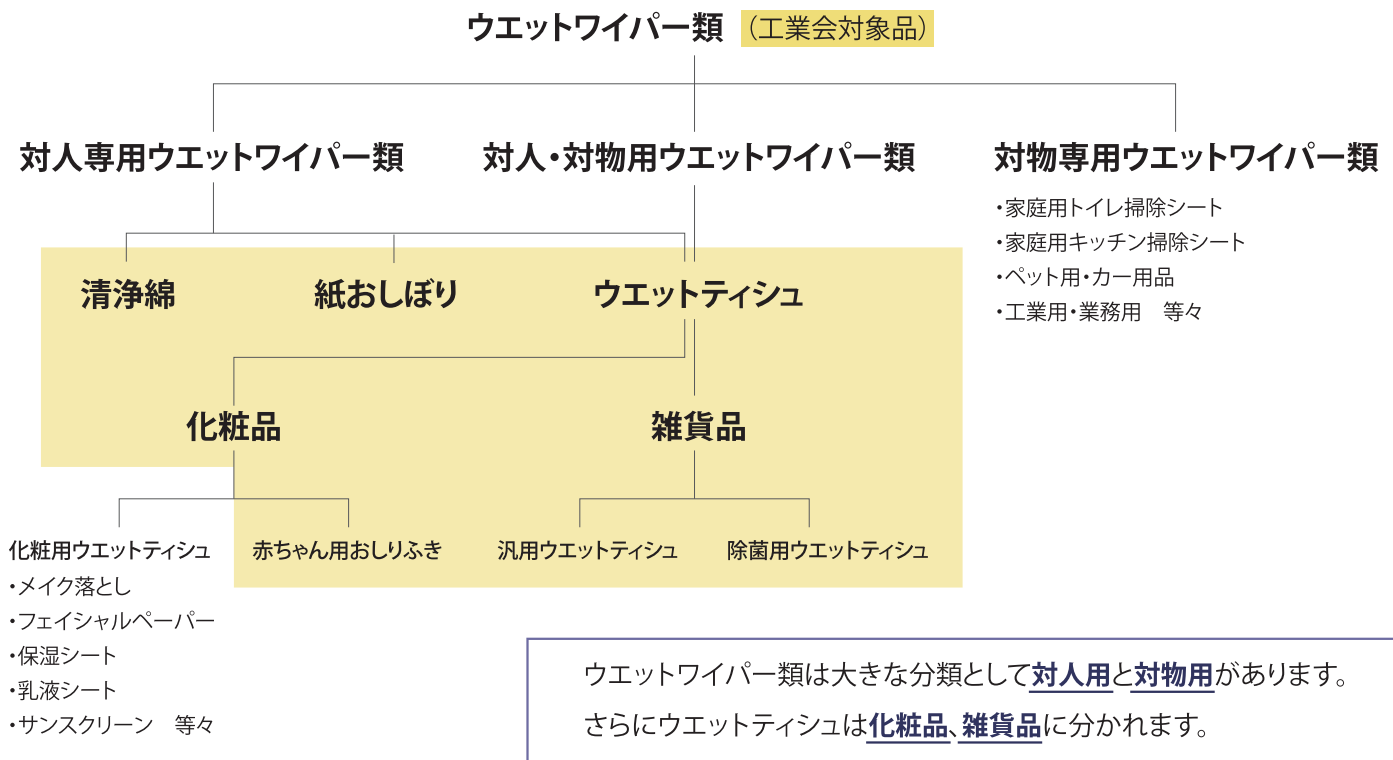 ウエットワイパー類 （工業会対象品）
対人専用ウエットワイパー類
対人・対物用ウエットワイパー類
対物専用ウエットワイパー類
・家庭用トイレ掃除シート
・家庭用キッチン掃除シート
・ペット用・カー用品
・工業用・業務用　等々
清浄綿
紙おしぼり
ウエットティシュ
化粧品
雑貨品
化粧用ウエットティシュ
・メイク落とし
・フェイシャルペーパー
・保湿シート
・乳液シート
・サンスクリーン　等々
赤ちゃん用おしりふき
汎用ウエットティシュ
除菌用ウエットティシュ
ウエットワイパー類は大きな分類として対人用と対物用があります。
さらにウエットティシュは化粧品、雑貨品に分かれます。